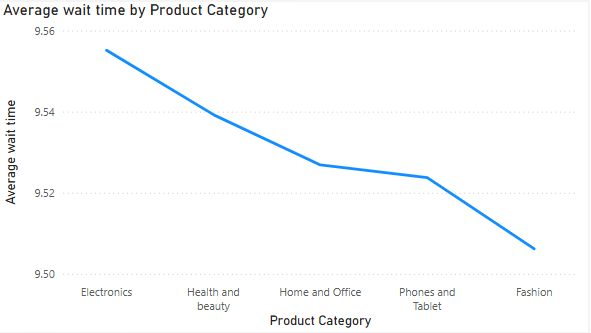 Average wait time by Product Category
9.56
9.54
9.52
9.50
Average wait time
Electronics
Health and
beauty
Home and Office
Phones and
Tablet
Fashion
Product Category